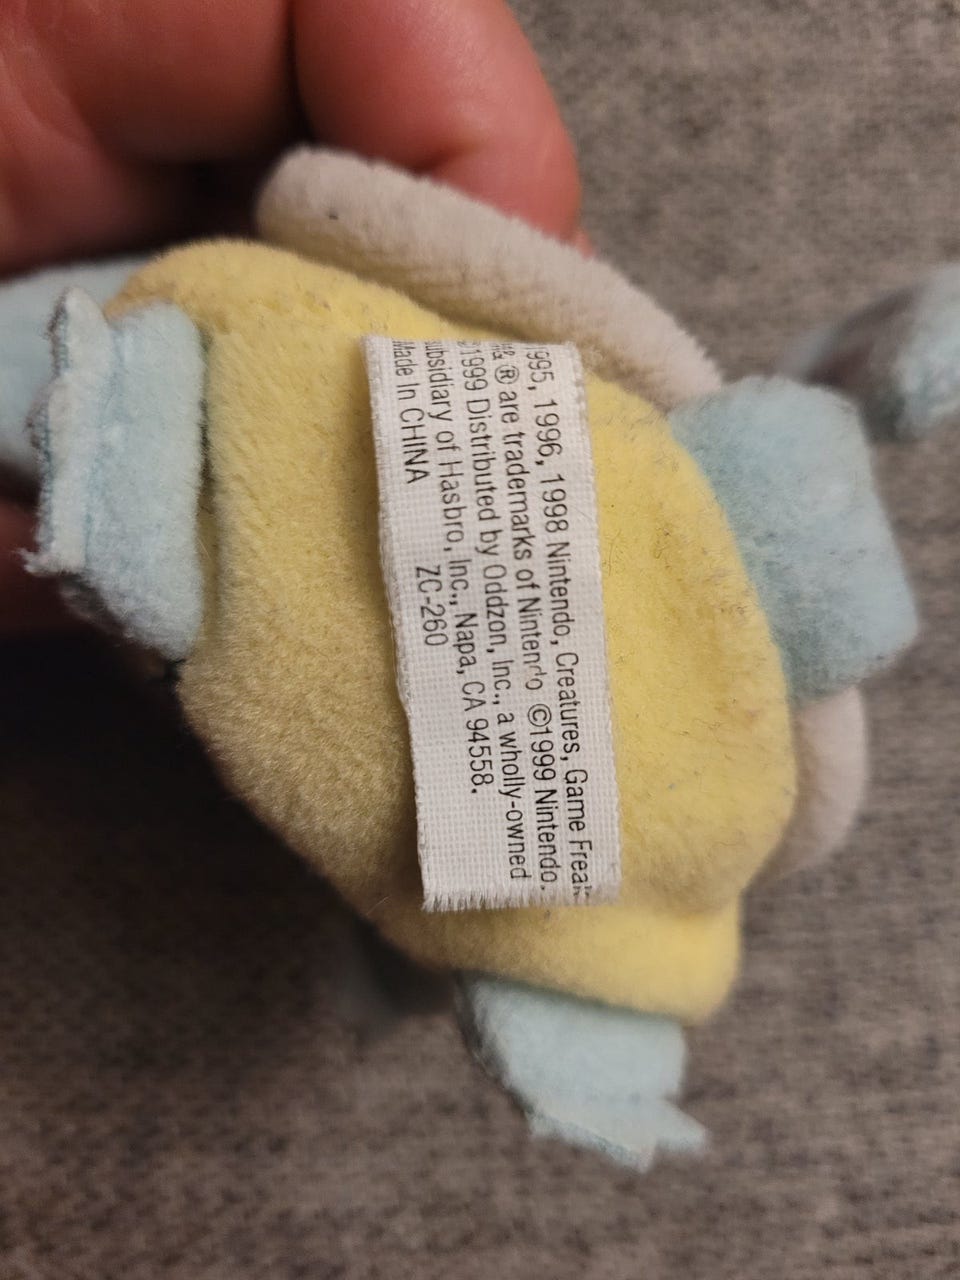 1995, 1996, 1998 Nintendo, Creatures, Game Freak
& ® are trademarks of Nintendo ©1999 Nintendo.
1999 Distributed by Oddzon, Inc., a wholly-owned
subsidiary of Hasbro, Inc., Napa, CA 94558.
Made In CHINA ZC-260